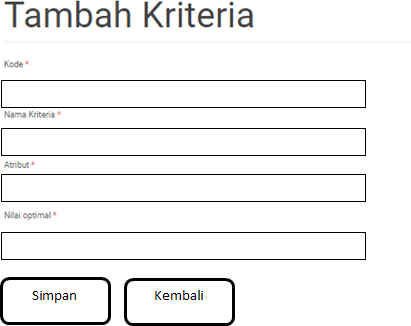 Tambah Kriteria
Kode *
Nama Kriteria *
Atribut *
Nilai optimal *
Simpan Kembali